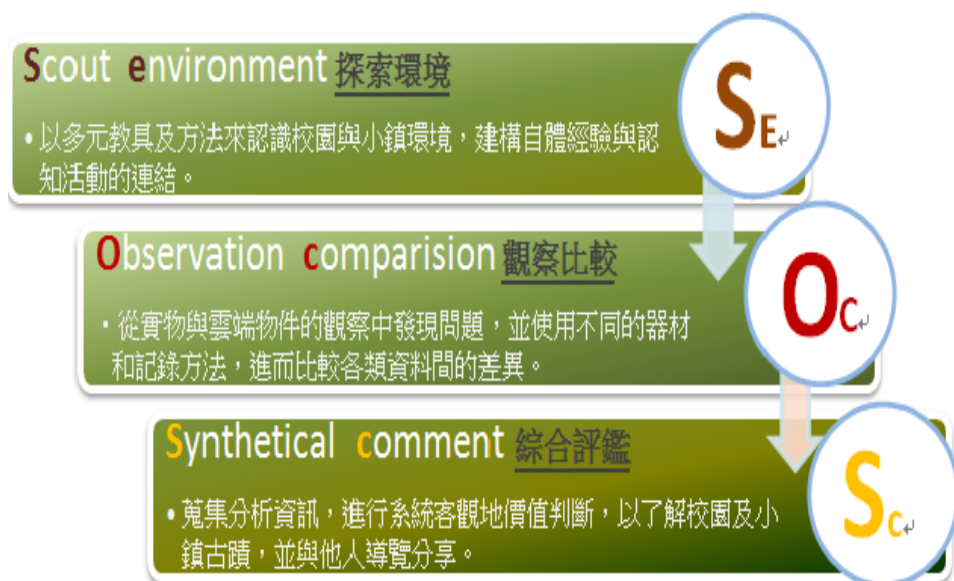 Scout environment 探索環境
SE
• 以多元教具及方法來認識校園與小鎮環境，建構自體經驗與認
知活動的連結。
Observation comparision 觀察比較
OC
• 從實物與雲端物件的觀察中發現問題，並使用不同的器材
和記錄方法，進而比較各類資料間的差異。
Synthetical comment 綜合評鑑
SC
• 蒐集分析資訊，進行系統客觀地價值判斷，以了解校園及小
鎮古蹟，並與他人導覽分享。